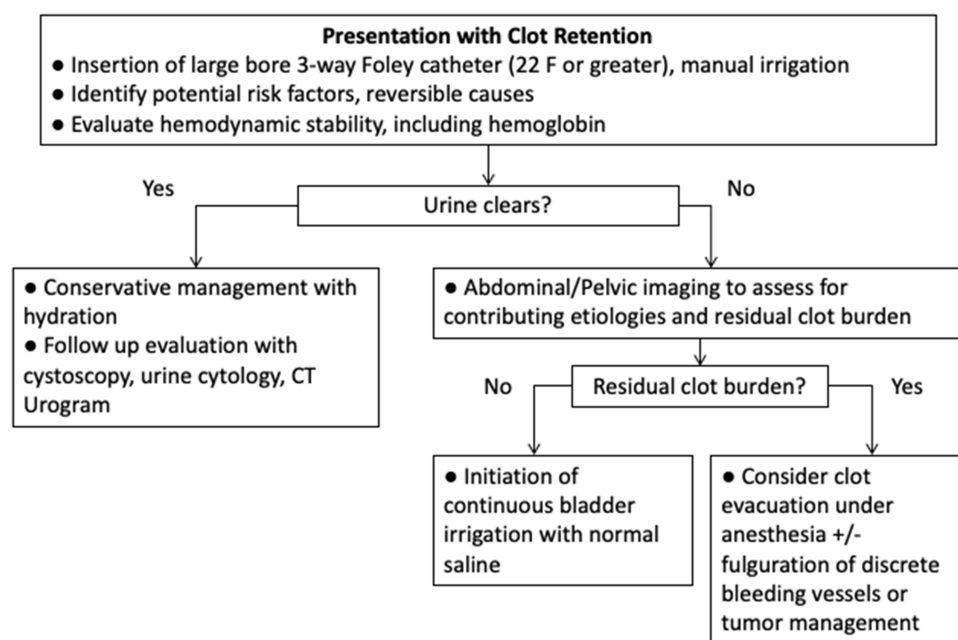 Presentation with Clot Retention
● Insertion of large bore 3-way Foley catheter (22 F or greater), manual irrigation
● Identify potential risk factors, reversible causes
● Evaluate hemodynamic stability, including hemoglobin
Yes
No
Urine clears?
● Conservative management with
hydration
● Follow up evaluation with
cystoscopy, urine cytology, CT
Urogram
● Abdominal/Pelvic imaging to assess for
contributing etiologies and residual clot burden
No
Residual clot burden?
Yes
● Initiation of
continuous bladder
irrigation with normal
saline
● Consider clot
evacuation under
anesthesia +/-
fulguration of discrete
bleeding vessels or
tumor management